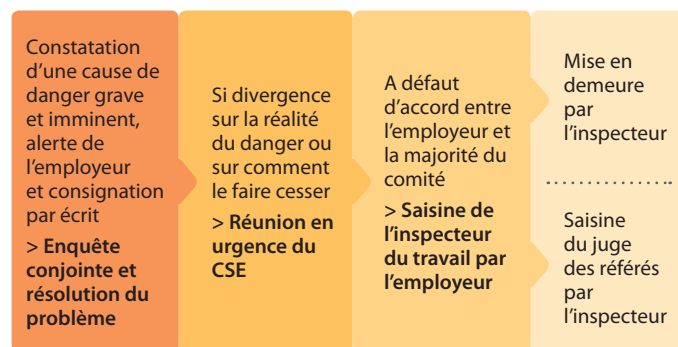 Constatation
d’une cause de
danger grave
et imminent,
alerte de
l’employeur
et consignation
par écrit
> Enquête
conjointe et
résolution du
problème
Si divergence
sur la réalité
du danger ou
sur comment
le faire cesser
> Réunion en
urgence du
CSE
A défaut
d’accord entre
l’employeur et
la majorité du
comité
> Saisine de
l’inspecteur
du travail par
l’employeur
Mise en
demeure
par
l’inspecteur
Saisine
du juge
des référés
par
l’inspecteur